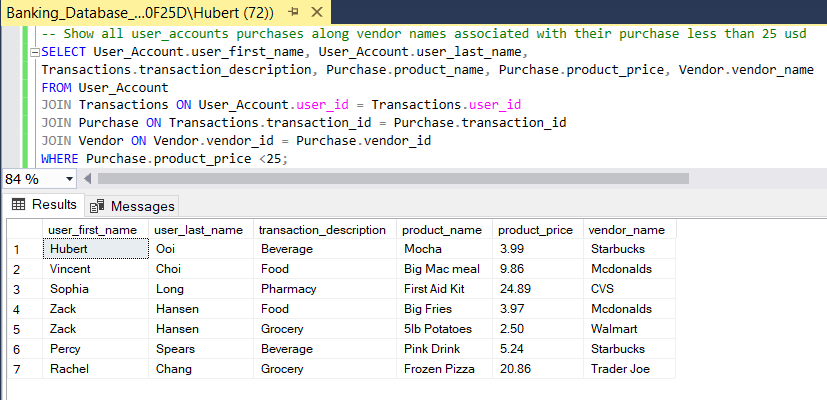 Banking_Database_...0F25D\Hubert (72))
-- Show all user_accounts purchases along vendor names associated with their purchase less than 25 usd
SELECT User_Account.user_first_name, User_Account.user_last_name,
Transactions.transaction_description, Purchase.product_name, Purchase.product_price, Vendor.vendor_name
FROM User_Account
JOIN Transactions ON User_Account.user_id = Transactions.user_id
JOIN Purchase ON Transactions.transaction_id = Purchase.transaction_id
JOIN Vendor ON Vendor.vendor_id = Purchase.vendor_id
WHERE Purchase.product_price <25;
84 %
Results Messages
user_first_name user_last_name transaction_description product_name product_price vendor_name
1 Hubert Ooi Beverage Mocha 3.99 Starbucks
2 Vincent Choi Food Big Mac meal 9.86 Mcdonalds
3 Sophia Long Pharmacy First Aid Kit 24.89 CVS
4 Zack Hansen Food Big Fries 3.97 Mcdonalds
5 Zack Hansen Grocery 5lb Potatoes 2.50 Walmart
6 Percy Spears Beverage Pink Drink 5.24 Starbucks
7 Rachel Chang Grocery Frozen Pizza 20.86 Trader Joe